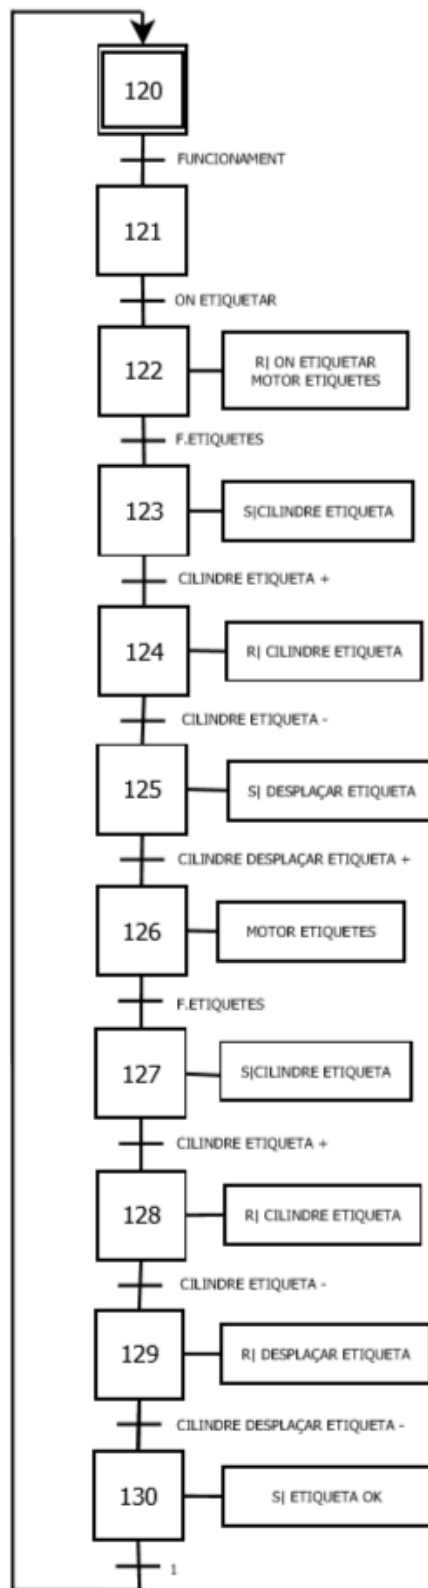 120
FUNCIONAMENT
121
ON ETIQUETAR
122
R| ON ETIQUETAR
MOTOR ETIQUETES
F.ETIQUETES
123
S|CILINDRE ETIQUETA
CILINDRE ETIQUETA +
124
R| CILINDRE ETIQUETA
CILINDRE ETIQUETA -
125
S| DESPLAÇAR ETIQUETA
CILINDRE DESPLAÇAR ETIQUETA +
126
MOTOR ETIQUETES
F.ETIQUETES
127
S|CILINDRE ETIQUETA
CILINDRE ETIQUETA +
128
R| CILINDRE ETIQUETA
CILINDRE ETIQUETA -
129
R| DESPLAÇAR ETIQUETA
CILINDRE DESPLAÇAR ETIQUETA -
130
S| ETIQUETA OK
1